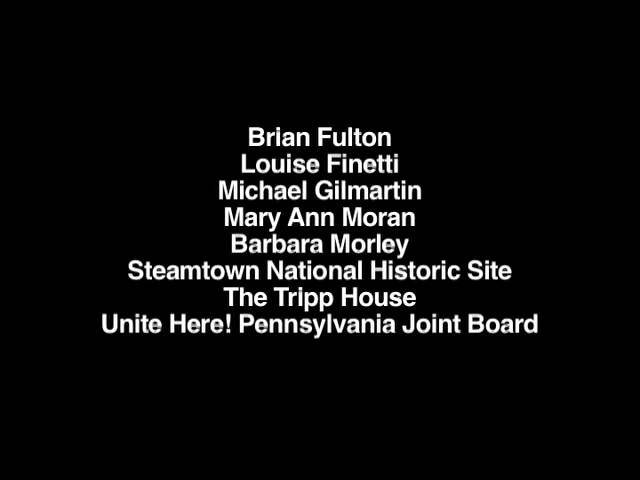 Brian Fulton
Louise Finetti
Michael Gilmartin
Mary Ann Moran
Barbara Morley
Steamtown National Historic Site
The Tripp House
Unite Here! Pennsylvania Joint Board